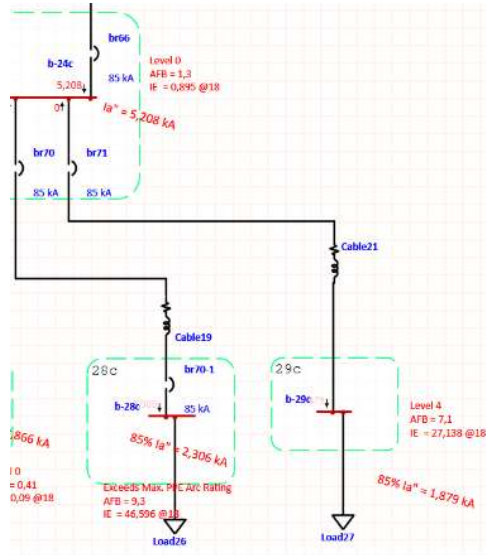 br66
b-24c
Level 0
AFB = 1,3
IE = 0,895 @18
85 kA
5,208
0
Ia" = 5,208 kA
br70
br71
85 kA
85 kA
Cable21
Cable19
28c
br70-1
29c
b-28c
85 kA
b-29c
Level 4
AFB = 7,1
IE = 27,138 @18
,866 kA
85% Ia" = 2,306 kA
85% Ia" = 1,879 kA
0
= 0,41
0,09 @18
Exceeds Max. PPE Arc Rating
AFB = 9,3
IE = 46,596 @18
Load26
Load27